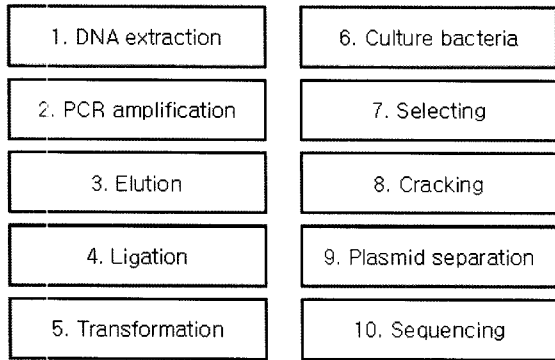 1. DNA extraction
2. PCR amplification
3. Elution
4. Ligation
5. Transformation
6. Culture bacteria
7. Selecting
8. Cracking
9. Plasmid separation
10. Sequencing